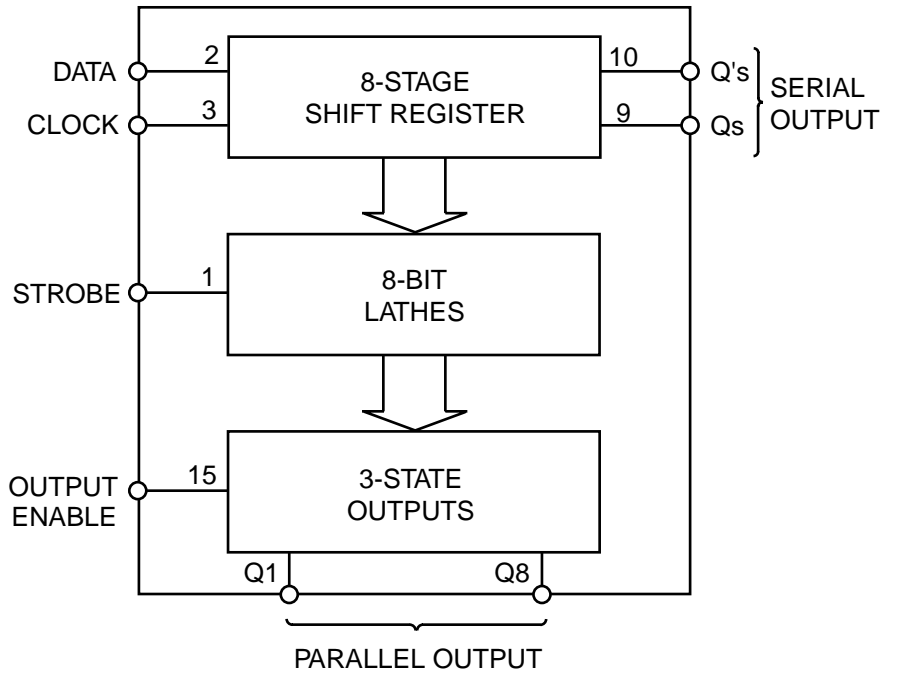 DATA
2
8-STAGE
SHIFT REGISTER
10
Q's
CLOCK
3
9
Qs
SERIAL
OUTPUT
STROBE
1
8-BIT
LATHES
OUTPUT
ENABLE
15
3-STATE
OUTPUTS
Q1
Q8
PARALLEL OUTPUT